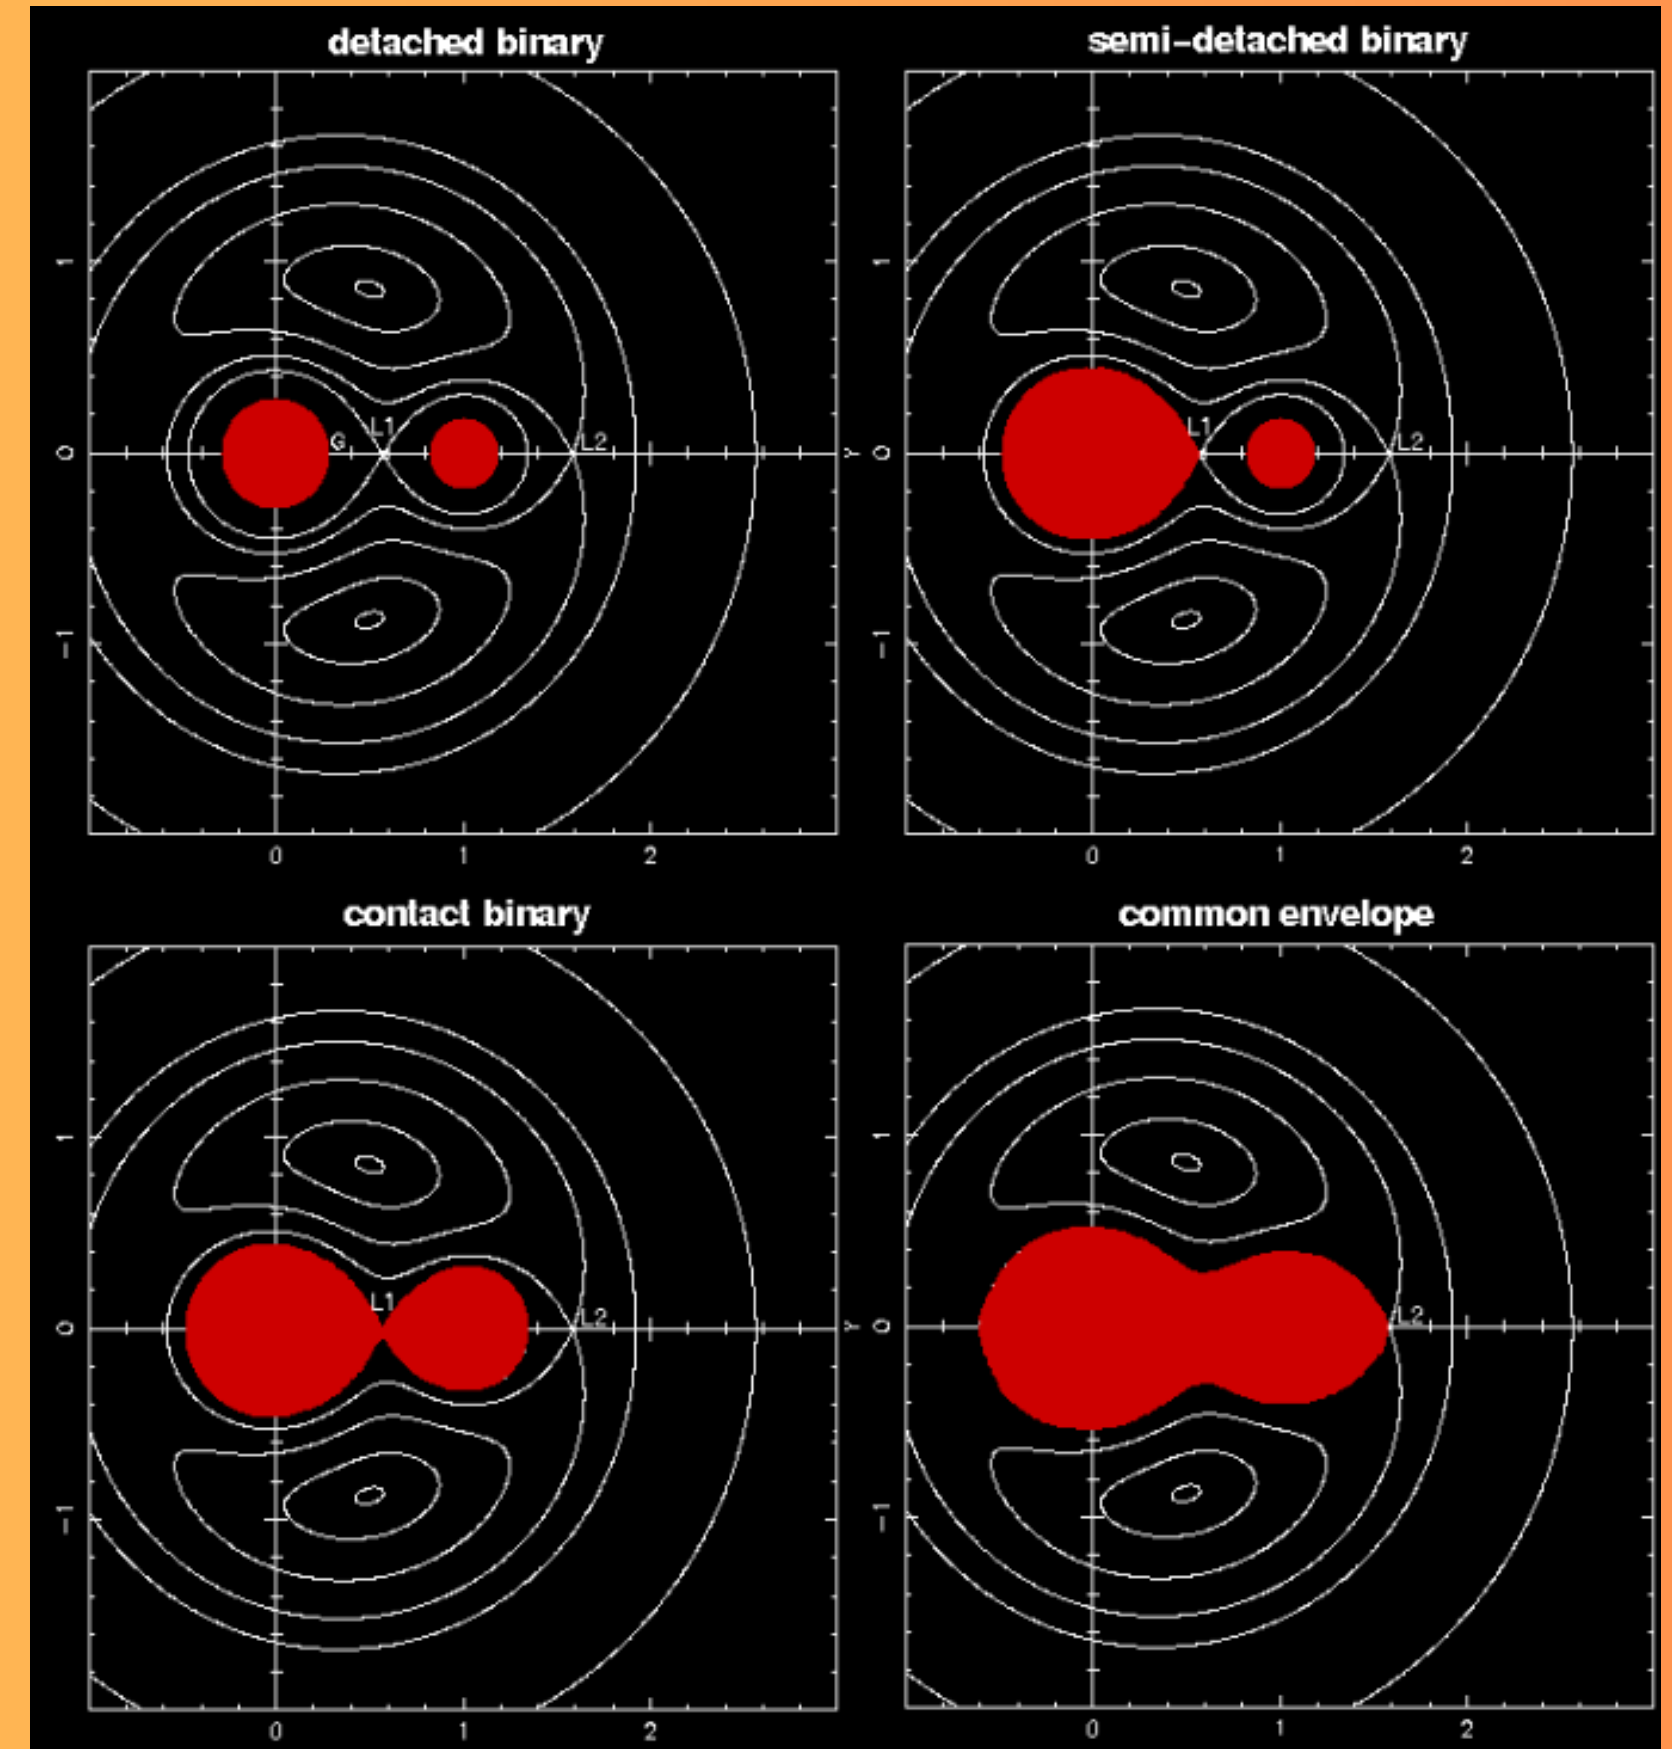 detached binary
1
0
-1
G
L1
L2
0 1 2
semi-detached binary
1
Y
0
-1
L1
L2
0 1 2
contact binary
1
0
-1
L1
L2
0 1 2
common envelope
1
Y
0
-1
L2
0 1 2